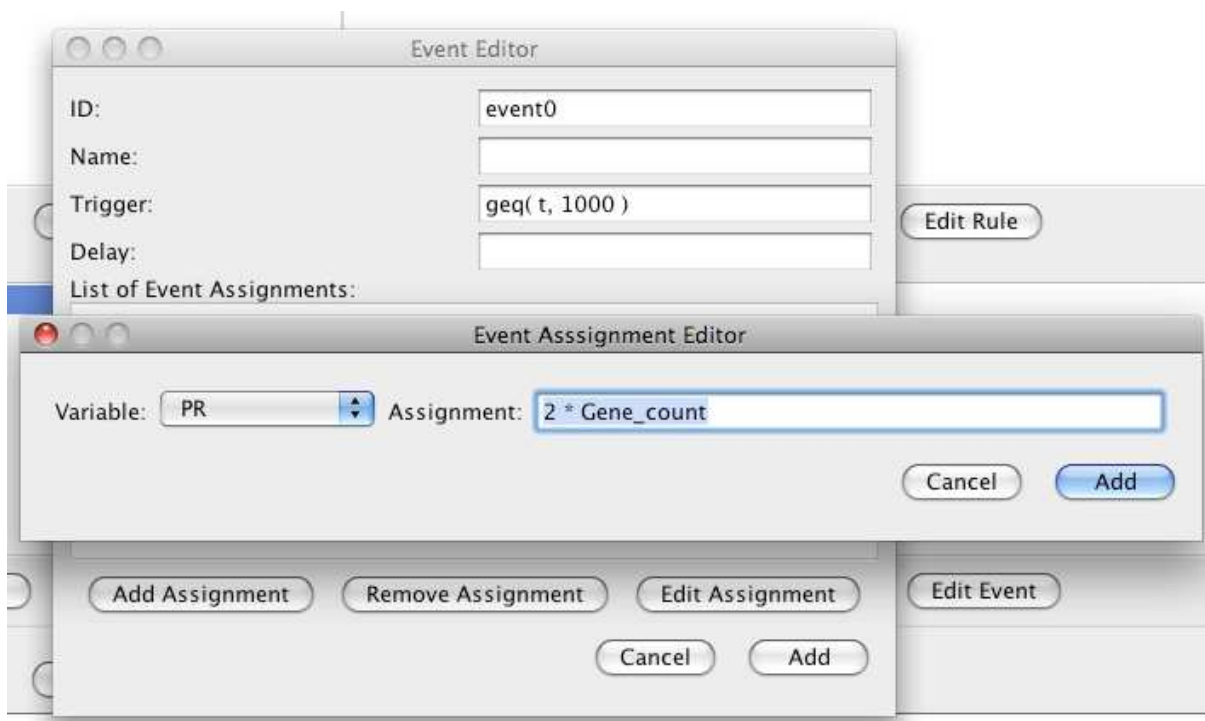 Event Editor
ID: event0
Name:
Trigger: geq( t, 1000 )
Edit Rule
Delay:
List of Event Assignments:
Event Asssignment Editor
Variable: PR Assignment: 2 * Gene_count
Cancel Add
Add Assignment Remove Assignment Edit Assignment Edit Event
Cancel Add